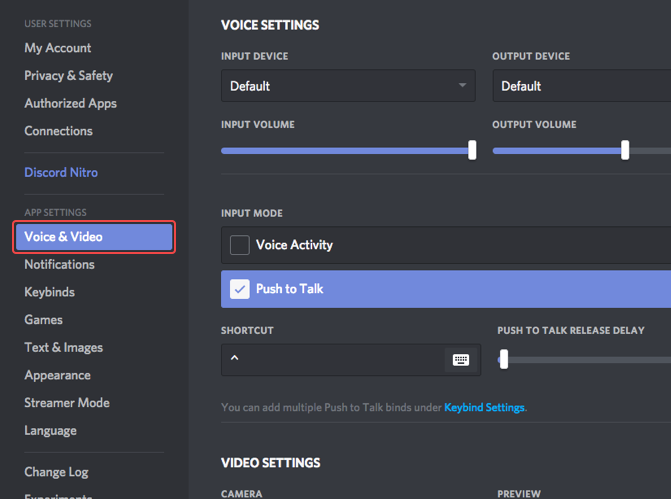 USER SETTINGS
My Account
Privacy & Safety
Authorized Apps
Connections
Discord Nitro
APP SETTINGS
Voice & Video
Notifications
Keybinds
Games
Text & Images
Appearance
Streamer Mode
Language
Change Log
Experiments
VOICE SETTINGS
INPUT DEVICE
Default
OUTPUT DEVICE
Default
INPUT VOLUME
OUTPUT VOLUME
INPUT MODE
Voice Activity
Push to Talk
SHORTCUT
^
PUSH TO TALK RELEASE DELAY
You can add multiple Push to Talk binds under Keybind Settings.
VIDEO SETTINGS
CAMERA
PREVIEW